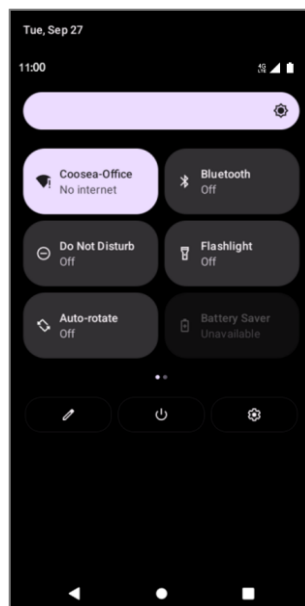 Tue, Sep 27
11:00
4G
LTE
Coosea-Office
No internet
Bluetooth
Off
Do Not Disturb
Off
Flashlight
Off
Auto-rotate
Off
Battery Saver
Unavailable